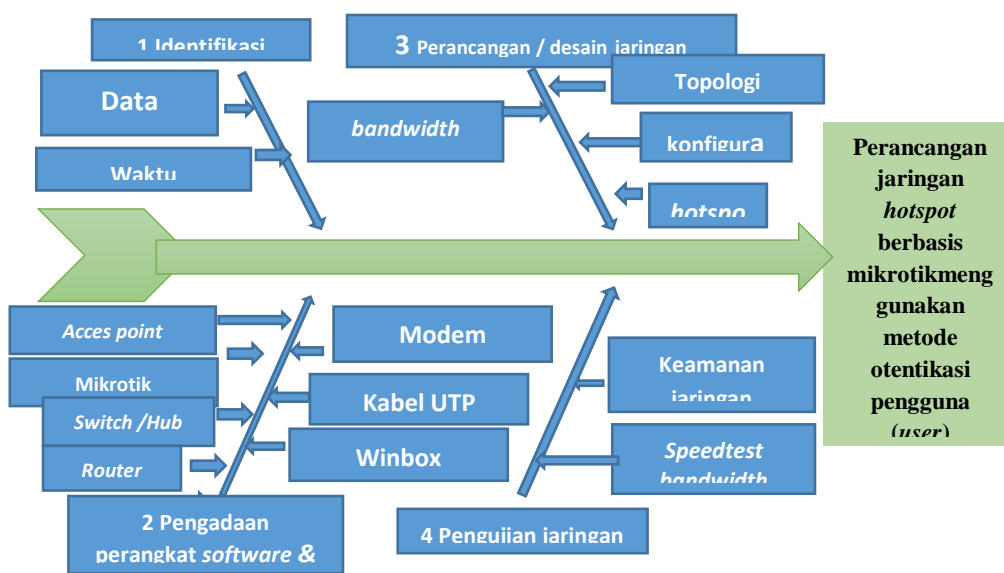 1 Identifikasi
Data
Waktu
3 Perancangan / desain jaringan
Topologi
bandwidth
konfigura
hotspo
Perancangan
jaringan
hotspot
berbasis
mikrotikmeng
gunakan
metode
otentikasi
pengguna
(user)
Acces point
Mikrotik
Switch /Hub
Router
Modem
Kabel UTP
Winbox
2 Pengadaan
perangkat software &
Keamanan
jaringan
Speedtest
bandwidth
4 Pengujian jaringan